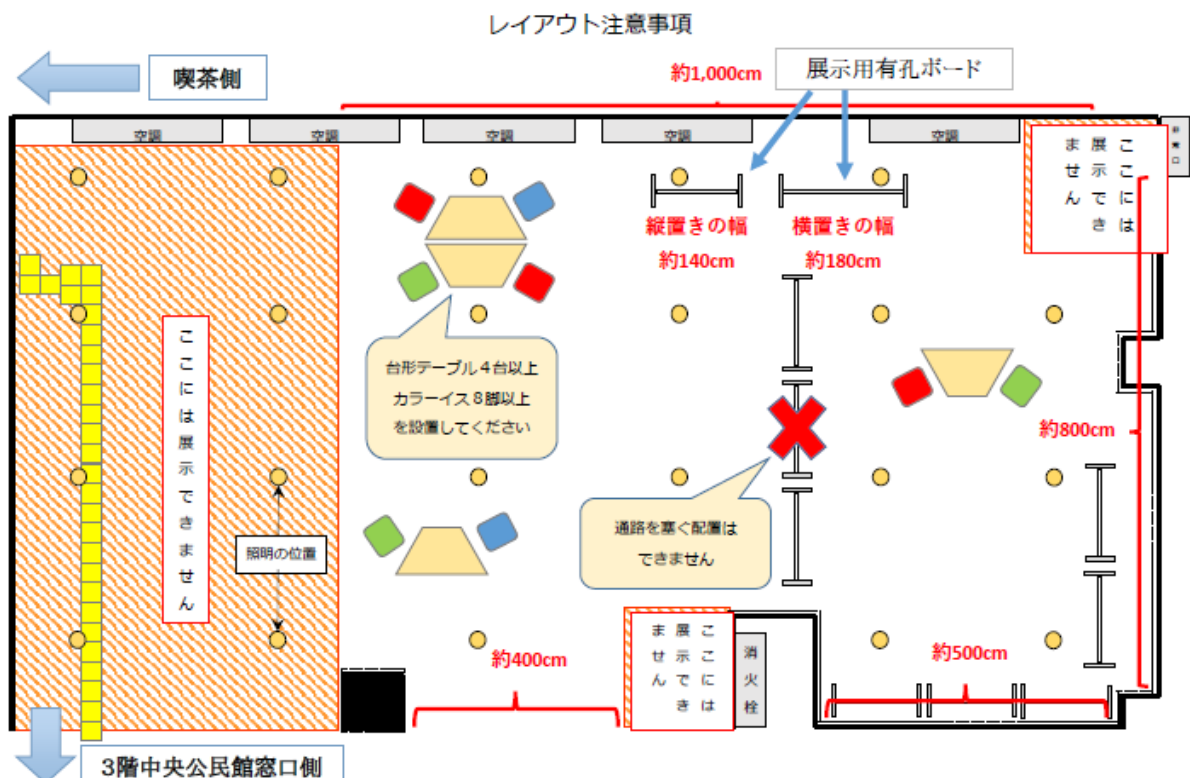 レイアウト注意事項
喫茶側
約1,000cm
展示用有孔ボード
空調
空調
空調
空調
空調
ここには
展示でき
ません
縦置きの幅
約140cm
横置きの幅
約180cm
ここには展示できません
台形テーブル４台以上
カラーイス８脚以上
を設置してください
約800cm
通路を塞ぐ配置は
できません
照明の位置
約400cm
ここには
展示でき
ません
消火栓
約500cm
3階中央公民館窓口側